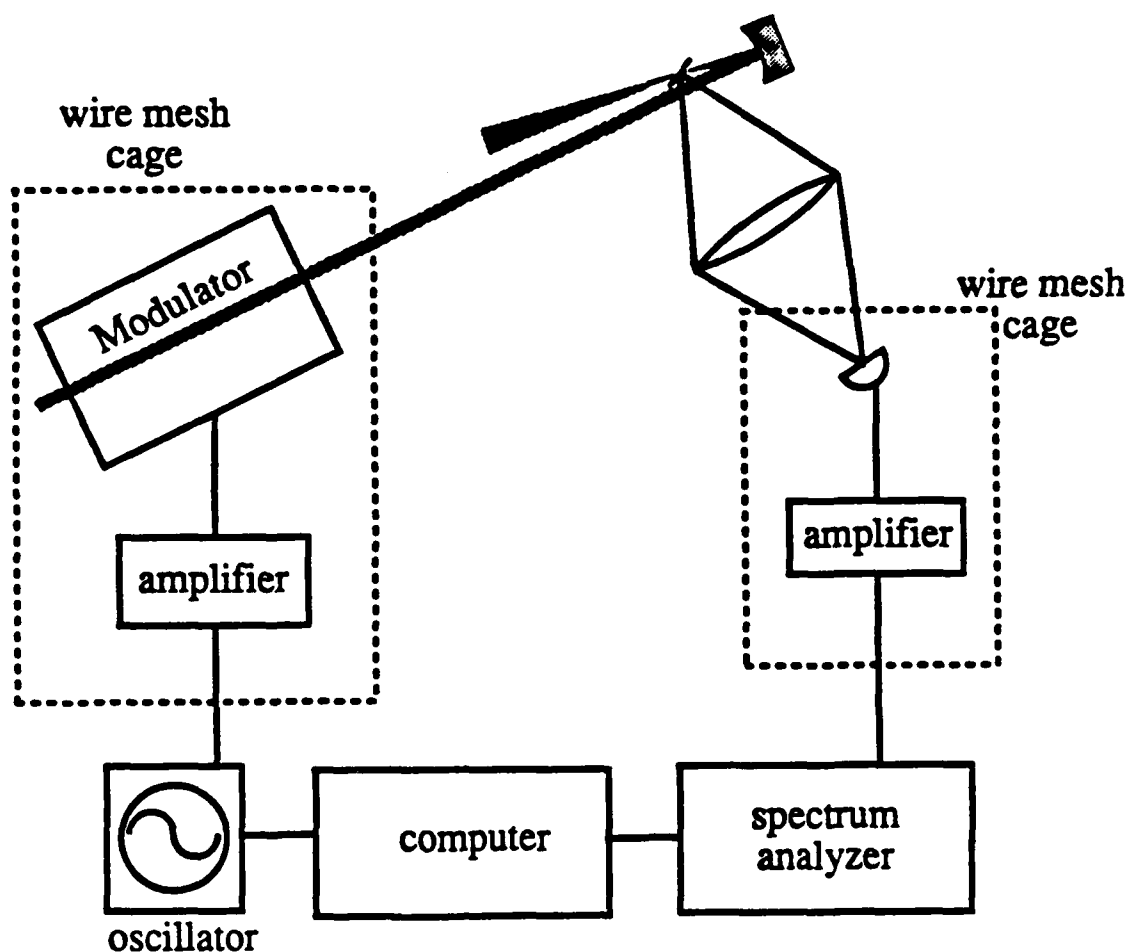 wire mesh
cage
Modulator
wire mesh
cage
amplifier
amplifier
oscillator
computer
spectrum
analyzer